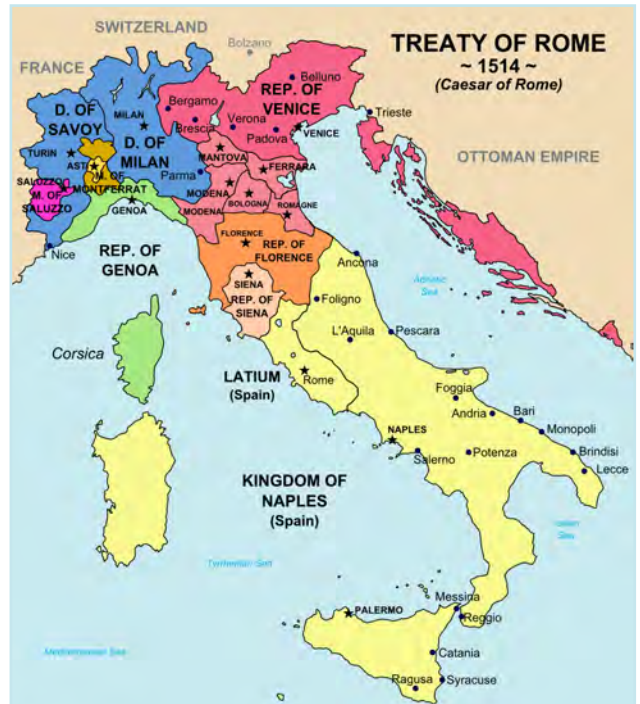 SWITZERLAND
FRANCE
Bolzano
TREATY OF ROME
~ 1514 ~
(Caesar of Rome)
Belluno
REP. OF
VENICE
Bergamo
Brescia
Verona
Padova
VENICE
Trieste
OTTOMAN EMPIRE
D. OF
SAVOY
MILAN
D. OF
MILAN
TURIN
ASTI
M. OF
MONTFERRAT
SALUZZO
M. OF
SALUZZO
Parma
MANTOVA
FERRARA
MODENA
MODENA
BOLOGNA
ROMAGNE
GENOA
Nice
REP. OF
GENOA
FLORENCE
REP. OF
FLORENCE
Ancona
SIENA
REP. OF
SIENA
Foligno
Adriatic
Sea
Corsica
L'Aquila
Pescara
LATIUM
(Spain)
Rome
Foggia
Andria
Bari
Monopoli
NAPLES
Salerno
Potenza
Brindisi
Lecce
KINGDOM OF
NAPLES
(Spain)
Ionian
Sea
Tyrrhenian Sea
Messina
Reggio
PALERMO
Catania
Mediterranean Sea
Ragusa
Syracuse